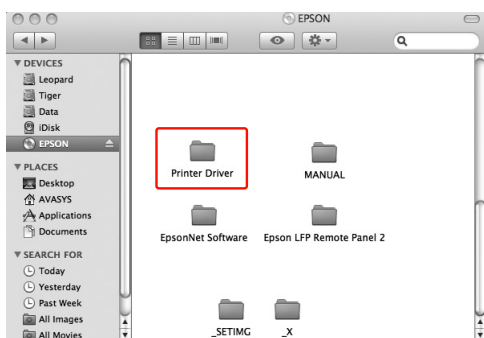 EPSON
DEVICES
Leopard
Tiger
Data
iDisk
EPSON
PLACES
Desktop
AVASYS
Applications
Documents
SEARCH FOR
Today
Yesterday
Past Week
All Images
All Movies
Printer Driver
MANUAL
EpsonNet Software
Epson LFP Remote Panel 2
_SETIMG
_X